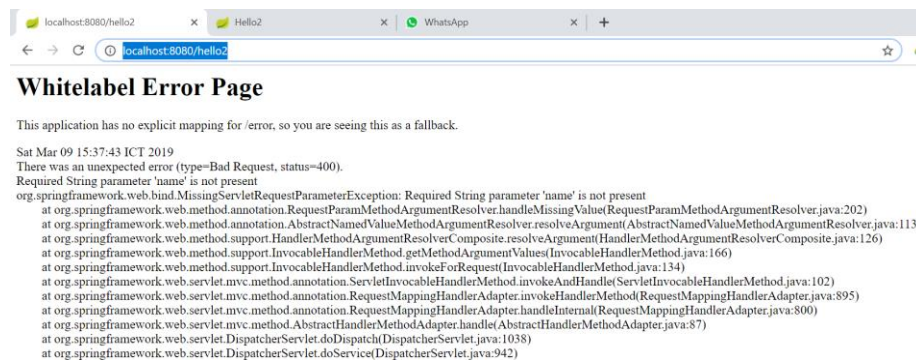 localhost:8080/hello2 × Hello2 × WhatsApp × +
localhost:8080/hello2
Whitelabel Error Page
This application has no explicit mapping for /error, so you are seeing this as a fallback.
Sat Mar 09 15:37:43 ICT 2019
There was an unexpected error (type=Bad Request, status=400).
Required String parameter 'name' is not present
org.springframework.web.bind.MissingServletRequestParameterException: Required String parameter 'name' is not present
at org.springframework.web.method.annotation.RequestParamMethodArgumentResolver.handleMissingValue(RequestParamMethodArgumentResolver.java:202)
at org.springframework.web.method.annotation.AbstractNamedValueMethodArgumentResolver.resolveArgument(AbstractNamedValueMethodArgumentResolver.java:113
at org.springframework.web.method.support.HandlerMethodArgumentResolverComposite.resolveArgument(HandlerMethodArgumentResolverComposite.java:126)
at org.springframework.web.method.support.InvocableHandlerMethod.getMethodArgumentValues(InvocableHandlerMethod.java:166)
at org.springframework.web.method.support.InvocableHandlerMethod.invokeForRequest(InvocableHandlerMethod.java:134)
at org.springframework.web.servlet.mvc.method.annotation.ServletInvocableHandlerMethod.invokeAndHandle(ServletInvocableHandlerMethod.java:102)
at org.springframework.web.servlet.mvc.method.annotation.RequestMappingHandlerAdapter.invokeHandlerMethod(RequestMappingHandlerAdapter.java:895)
at org.springframework.web.servlet.mvc.method.annotation.RequestMappingHandlerAdapter.handleInternal(RequestMappingHandlerAdapter.java:800)
at org.springframework.web.servlet.mvc.method.AbstractHandlerMethodAdapter.handle(AbstractHandlerMethodAdapter.java:87)
at org.springframework.web.servlet.DispatcherServlet.doDispatch(DispatcherServlet.java:1038)
at org.springframework.web.servlet.DispatcherServlet.doService(DispatcherServlet.java:942)